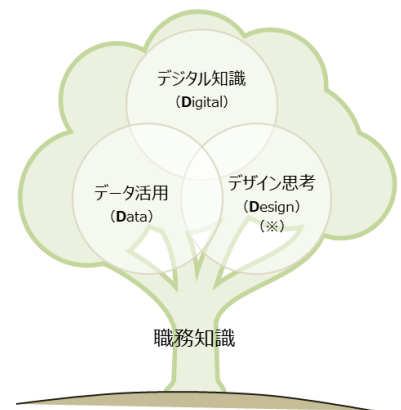 デジタル知識
（Digital）
データ活用
（Data）
デザイン思考
（Design）
（※）
職務知識